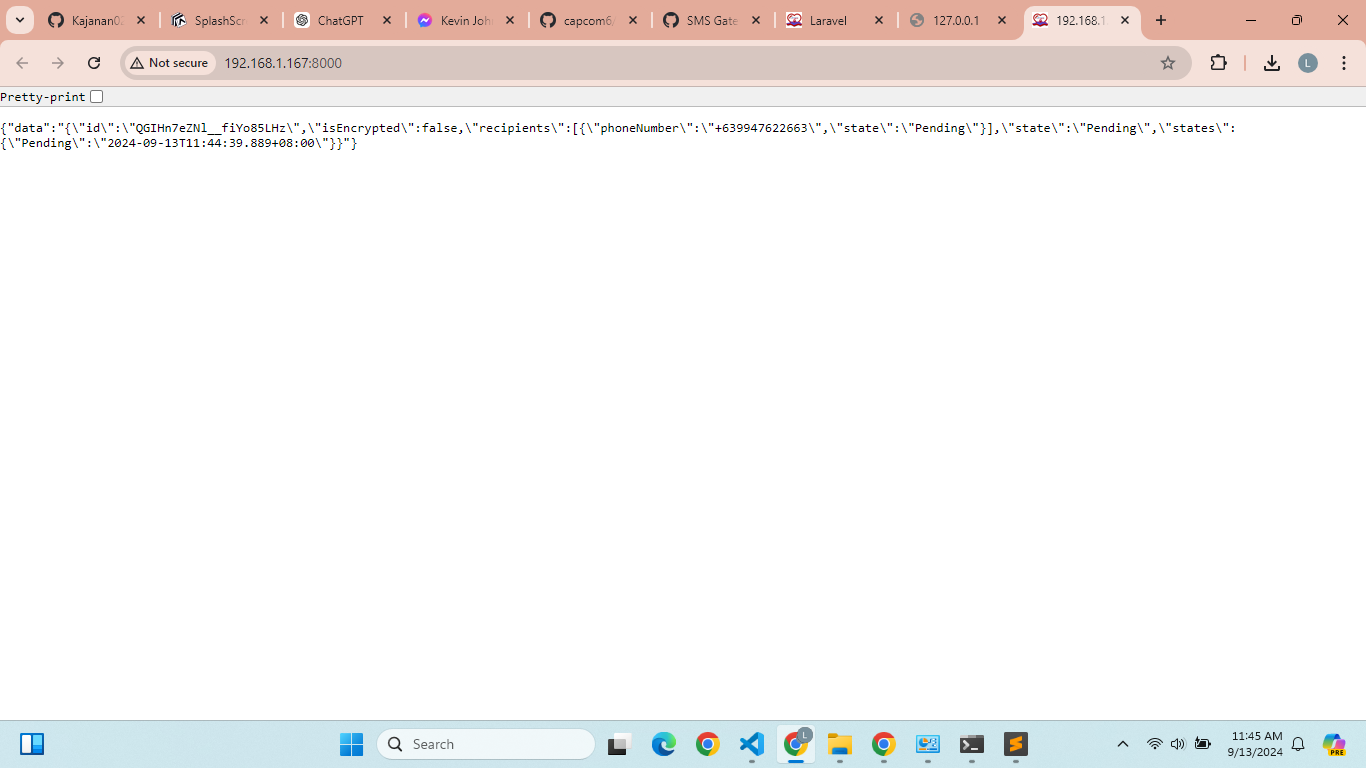 Kajanan02
SplashScr
ChatGPT
Kevin Joh
capcom6/
SMS Gate
Laravel
127.0.0.1
192.168.1
Not secure
192.168.1.167:8000
L
Pretty-print
{"data":"{\"id\":\"QGIHn7eZNl__fiYo85LHz\",\"isEncrypted\":false,\"recipients\":[{\"phoneNumber\":\"+639947622663\",\"state\":\"Pending\"}],\"state\":\"Pending\",\"states\":
{\"Pending\":\"2024-09-13T11:44:39.889+08:00\"}}"}
Search
L
11:45 AM
9/13/2024
PRE